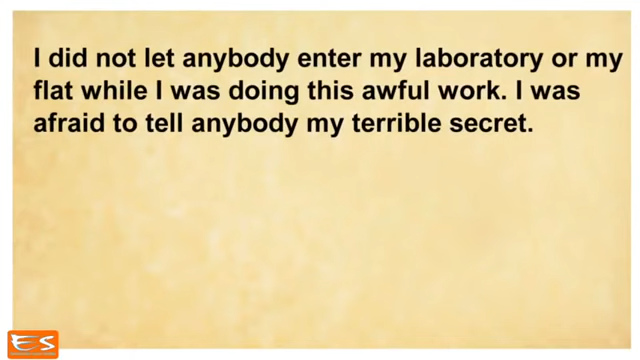 I did not let anybody enter my laboratory or my
flat while I was doing this awful work. I was
afraid to tell anybody my terrible secret.
ES